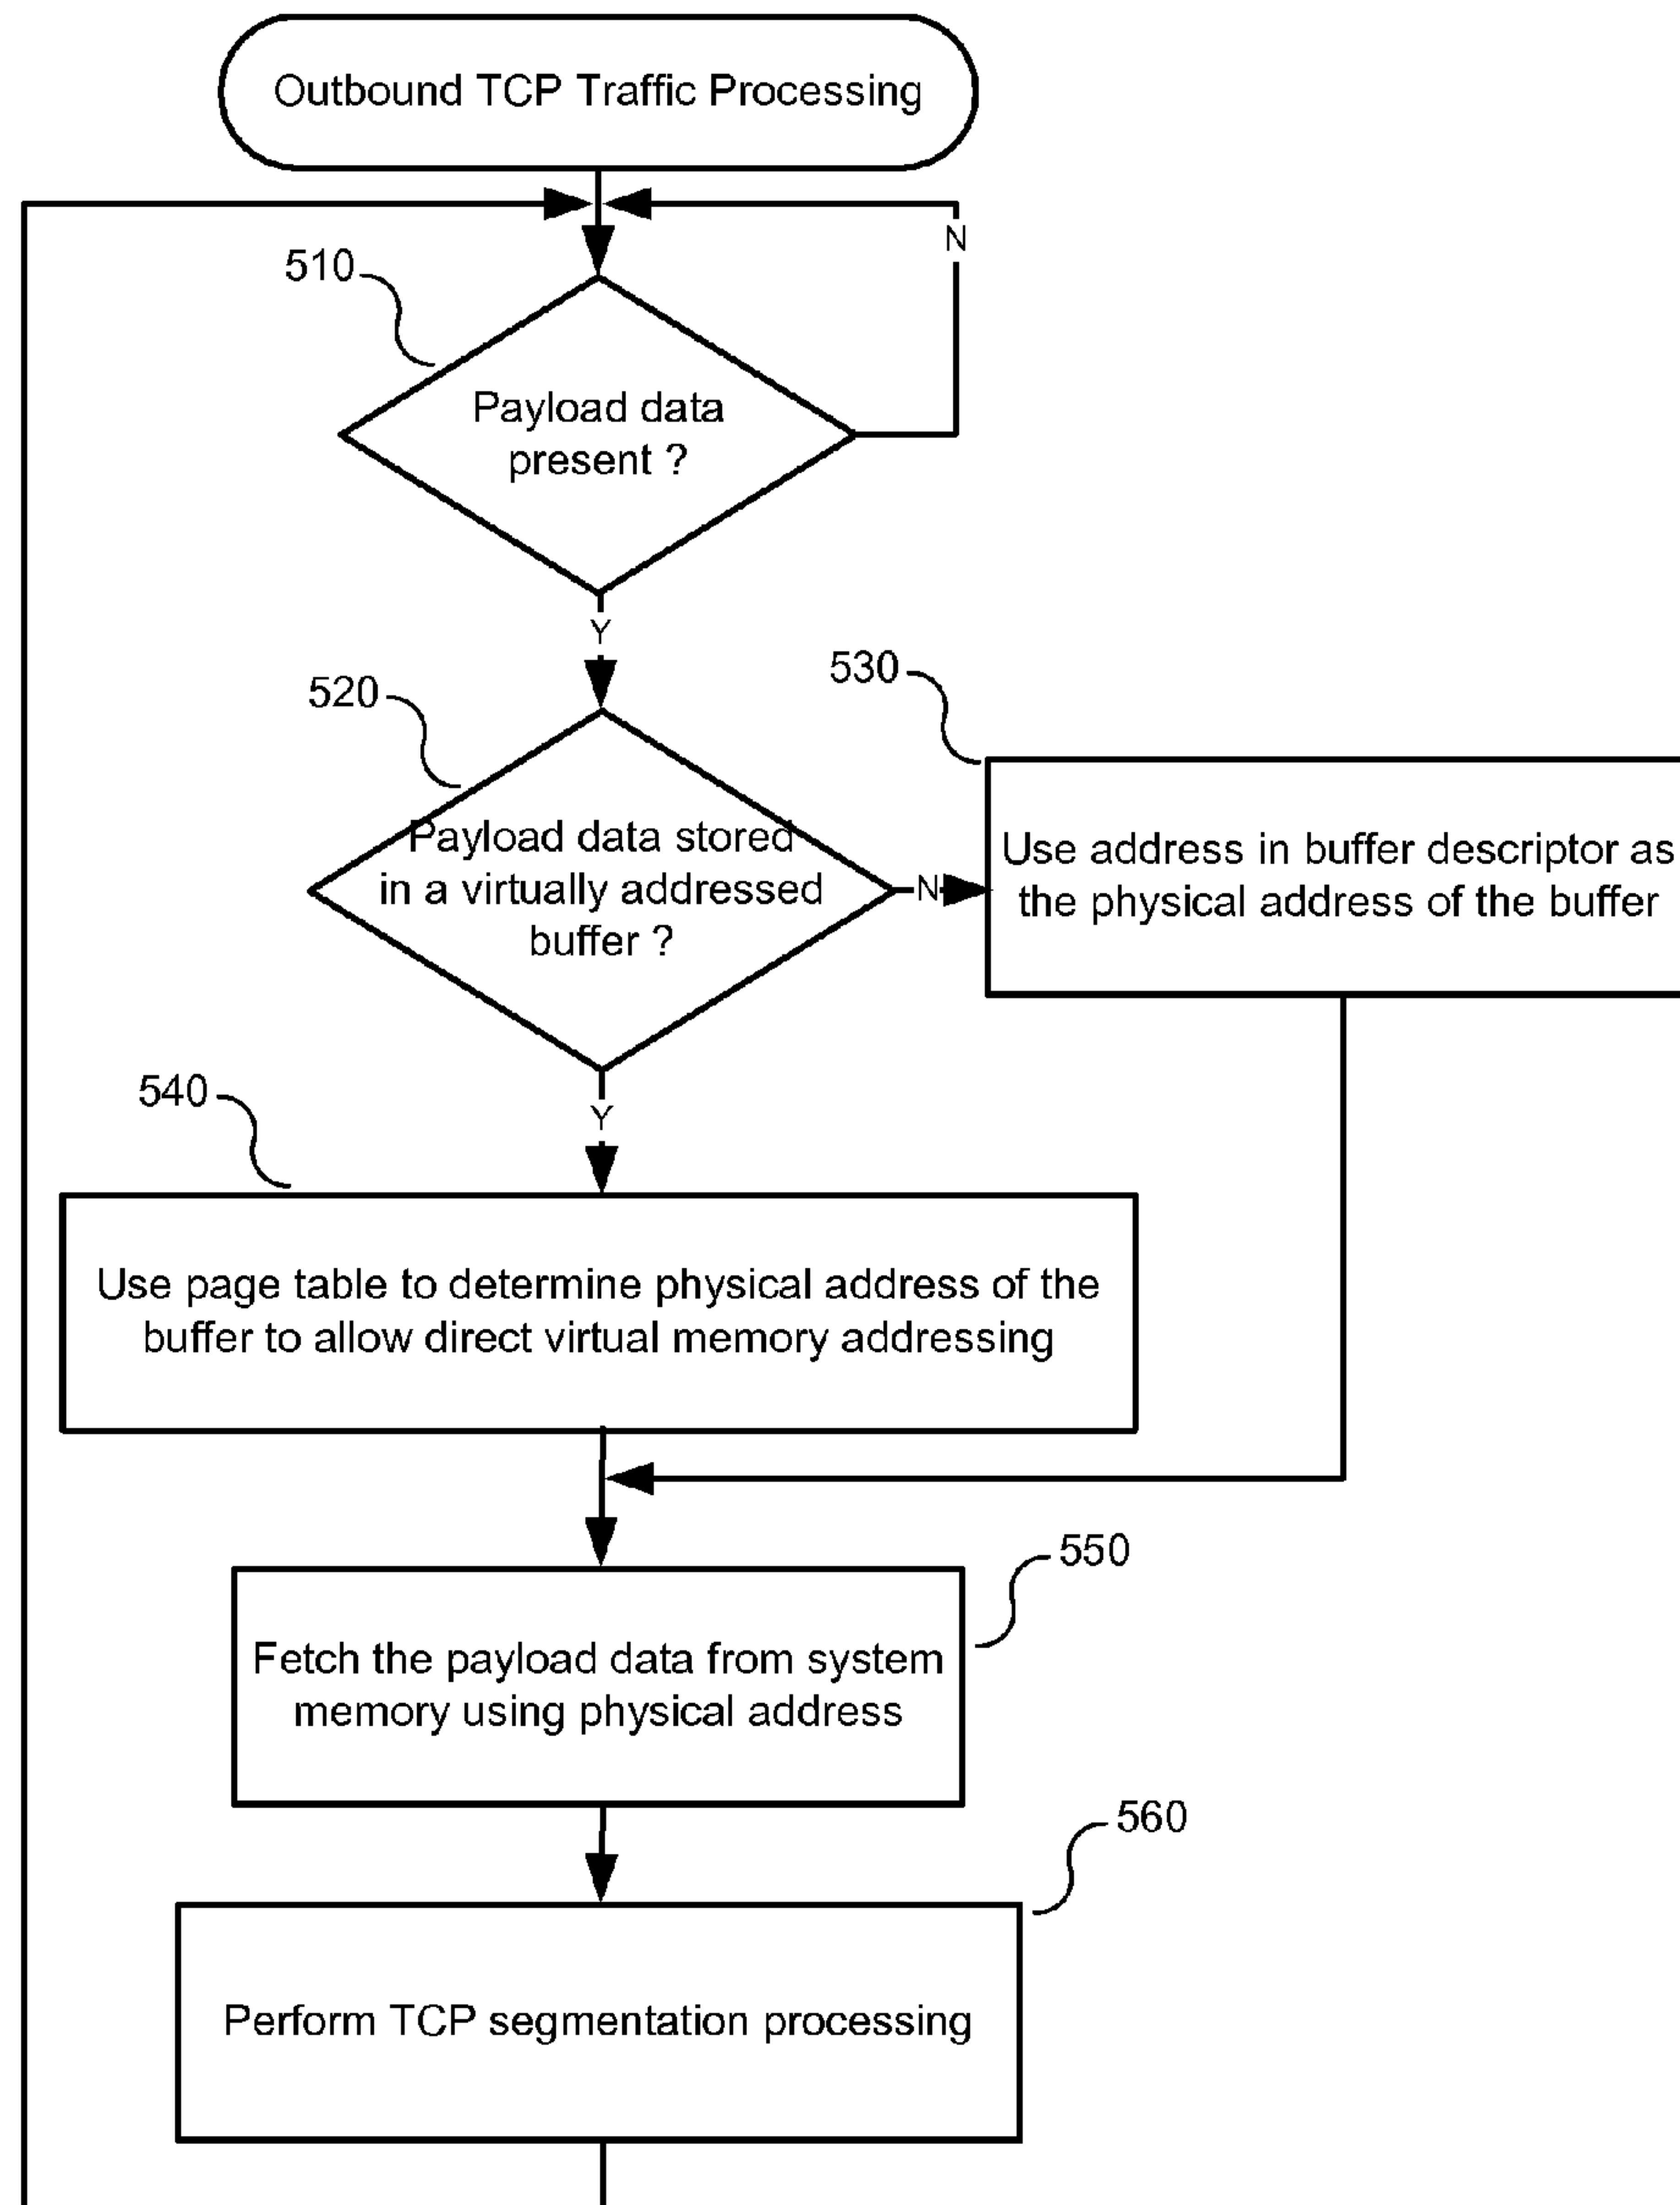 Outbound TCP Traffic Processing
N
510
Payload data
present ?
Y
520
530
Payload data stored
in a virtually addressed
buffer ?
N
Use address in buffer descriptor as
the physical address of the buffer
Y
540
Use page table to determine physical address of the
buffer to allow direct virtual memory addressing
550
Fetch the payload data from system
memory using physical address
560
Perform TCP segmentation processing